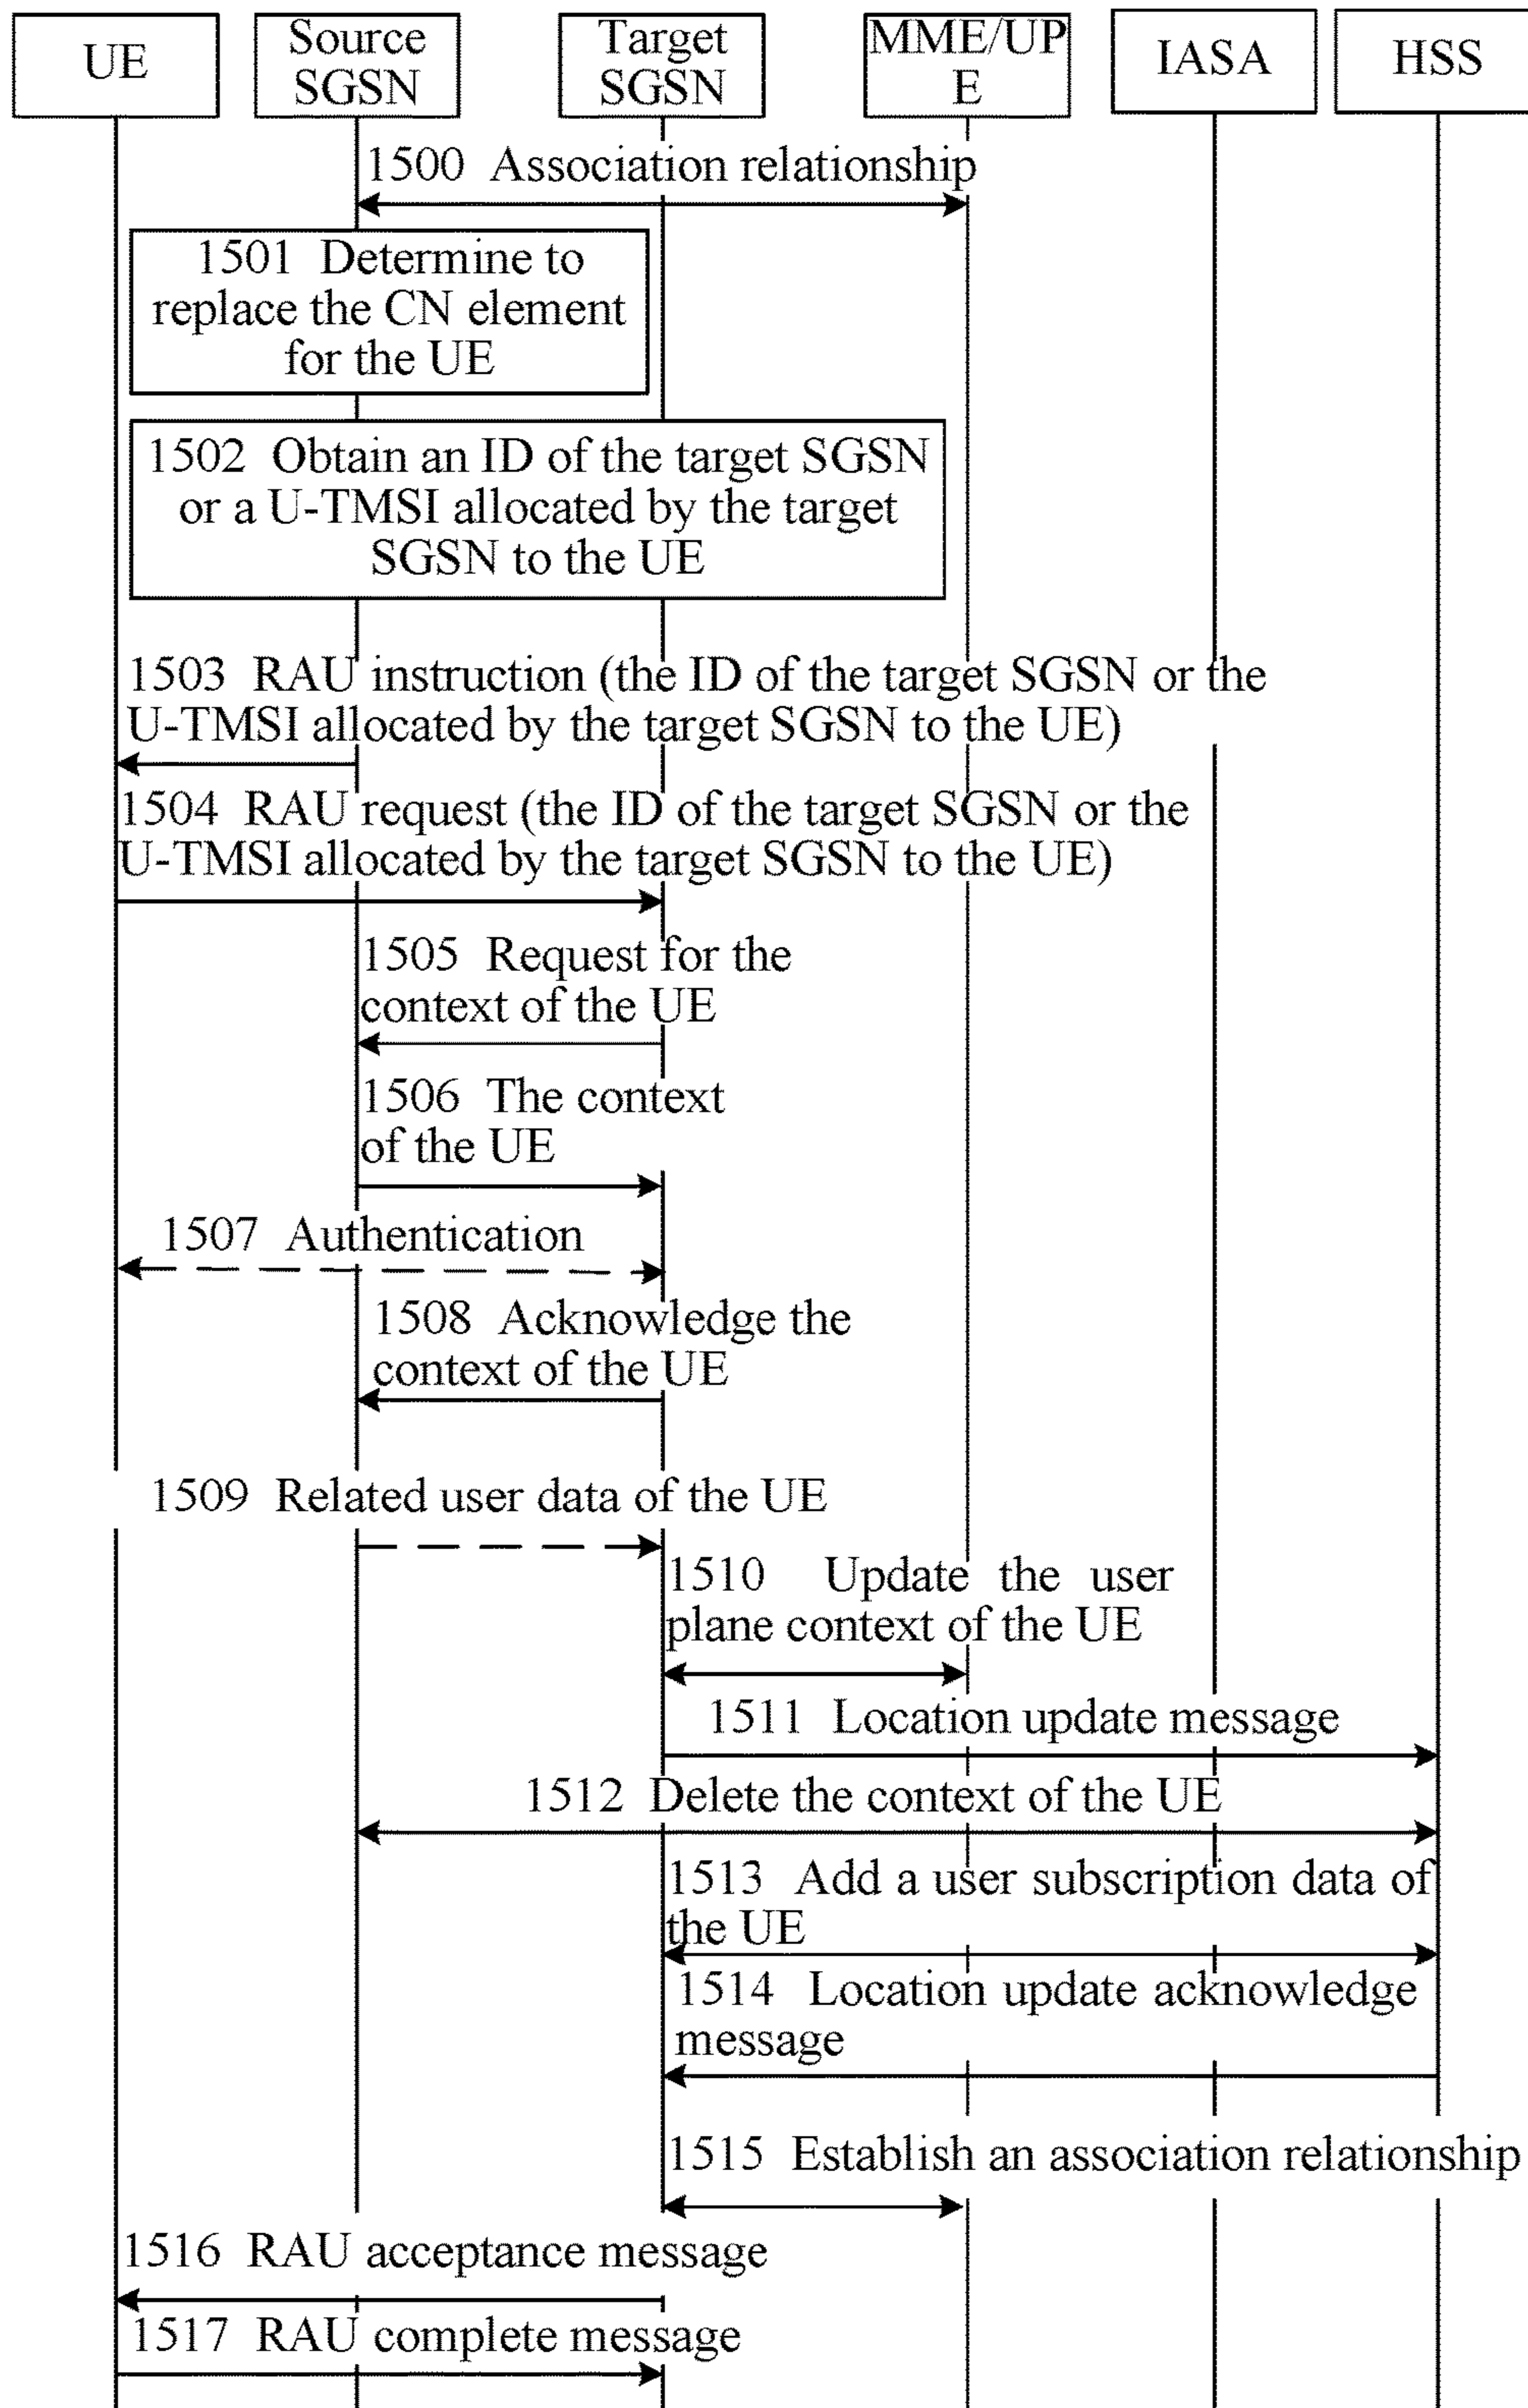 UE
Source
SGSN
Target
SGSN
MME/UP
E
IASA
HSS
1500 Association relationship
1501 Determine to
replace the CN element
for the UE
1502 Obtain an ID of the target SGSN
or a U-TMSI allocated by the target
SGSN to the UE
1503 RAU instruction (the ID of the target SGSN or the
U-TMSI allocated by the target SGSN to the UE)
1504 RAU request (the ID of the target SGSN or the
U-TMSI allocated by the target SGSN to the UE)
1505 Request for the
context of the UE
1506 The context
of the UE
1507 Authentication
1508 Acknowledge the
context of the UE
1509 Related user data of the UE
1510 Update the user
plane context of the UE
1511 Location update message
1512 Delete the context of the UE
1513 Add a user subscription data of
the UE
1514 Location update acknowledge
message
1515 Establish an association relationship
1516 RAU acceptance message
1517 RAU complete message